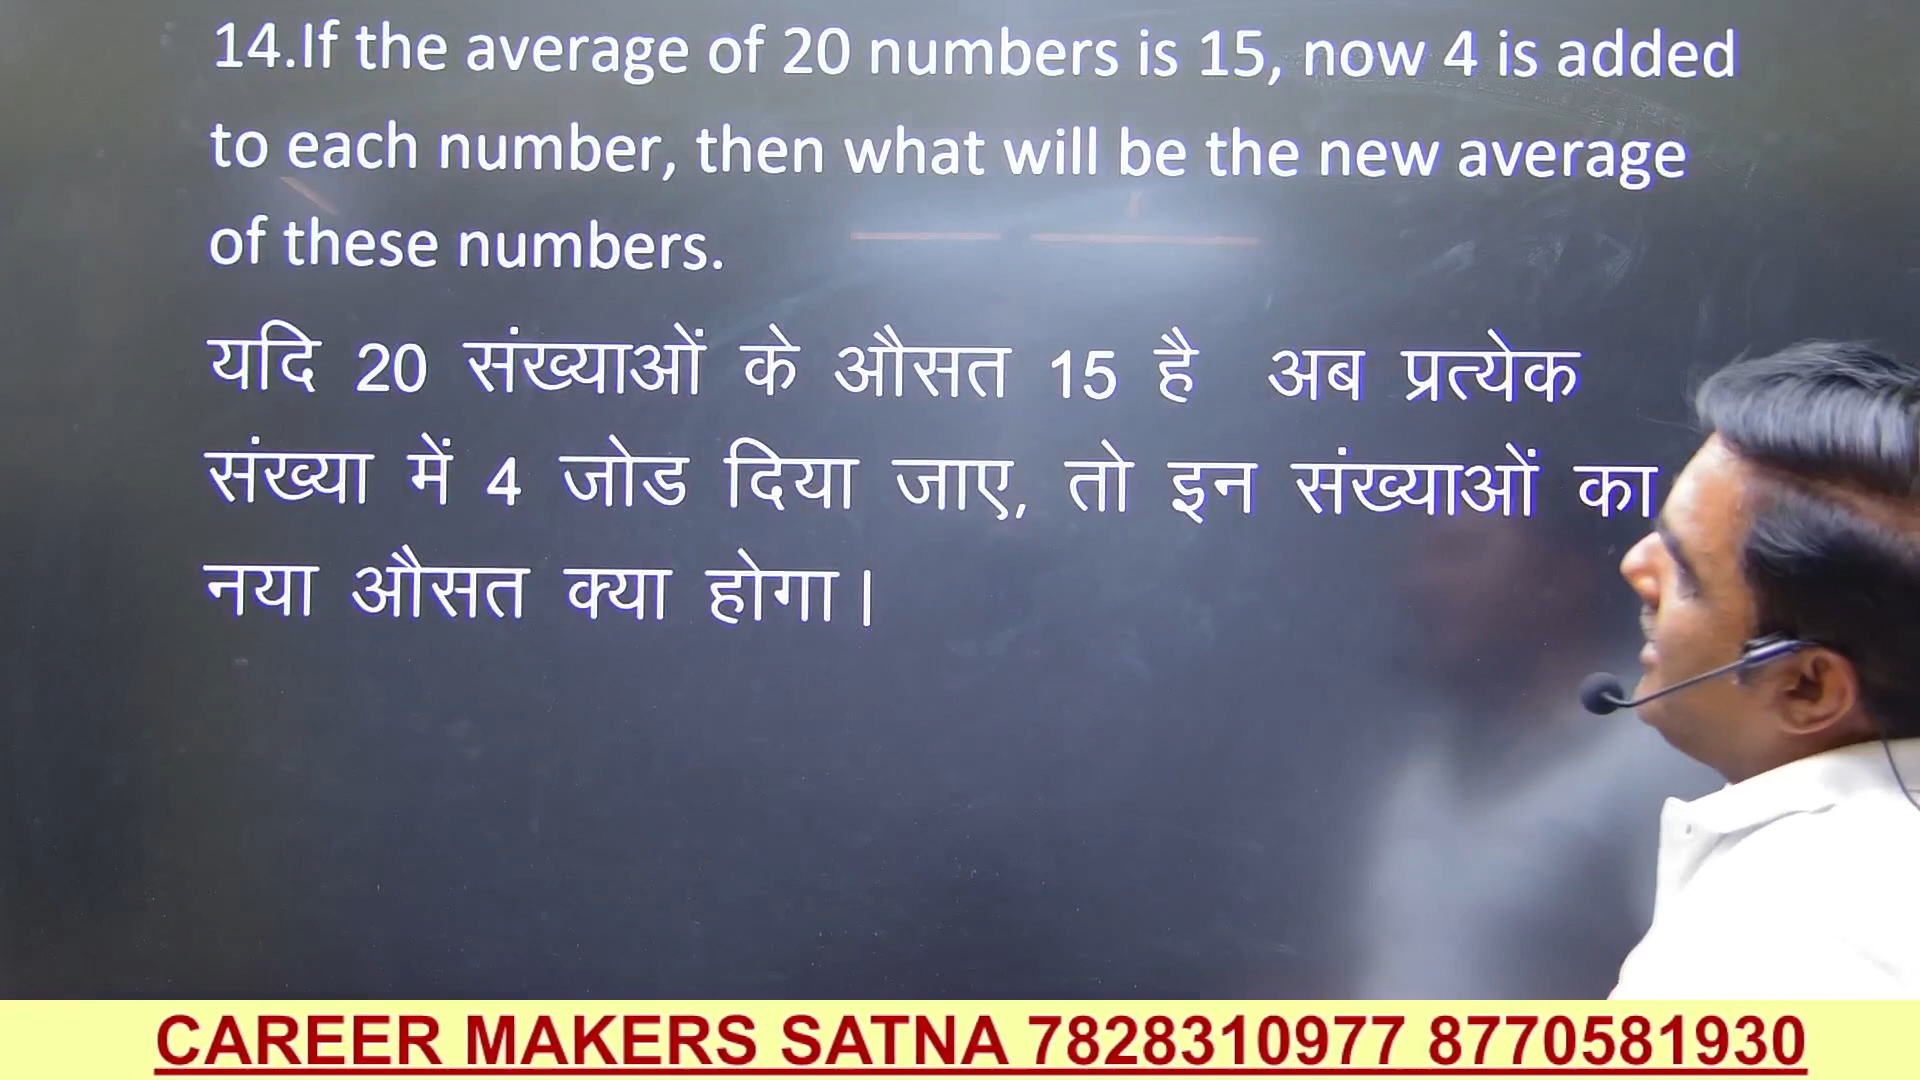 14.If the average of 20 numbers is 15, now 4 is added
to each number, then what will be the new average
of these numbers.
यदि 20 संख्याओं के औसत 15 है अब प्रत्येक
संख्या में 4 जोड दिया जाए, तो इन संख्याओं का
नया औसत क्या होगा।
CAREER MAKERS SATNA 7828310977 8770581930